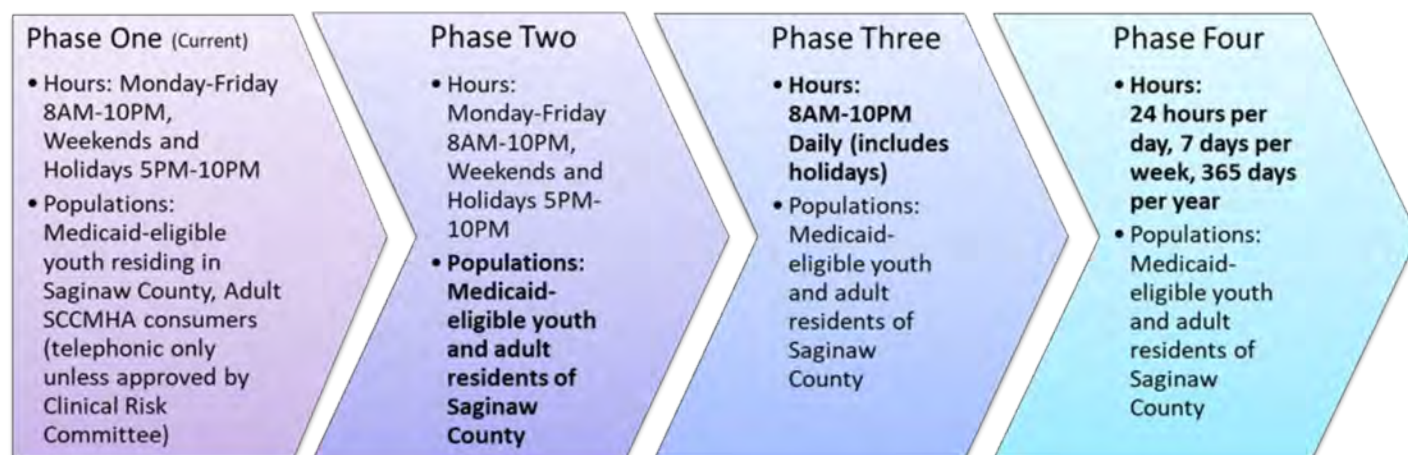 Phase One (Current)
• Hours: Monday-Friday
8AM-10PM,
Weekends and
Holidays 5PM-10PM
• Populations:
Medicaid-eligible
youth residing in
Saginaw County, Adult
SCCMHA consumers
(telephonic only
unless approved by
Clinical Risk
Committee)
Phase Two
• Hours:
Monday-Friday
8AM-10PM,
Weekends and
Holidays 5PM-
10PM
• Populations:
Medicaid-
eligible youth
and adult
residents of
Saginaw
County
Phase Three
• Hours:
8AM-10PM
Daily (includes
holidays)
• Populations:
Medicaid-
eligible youth
and adult
residents of
Saginaw
County
Phase Four
• Hours:
24 hours per
day, 7 days per
week, 365 days
per year
• Populations:
Medicaid-
eligible youth
and adult
residents of
Saginaw
County